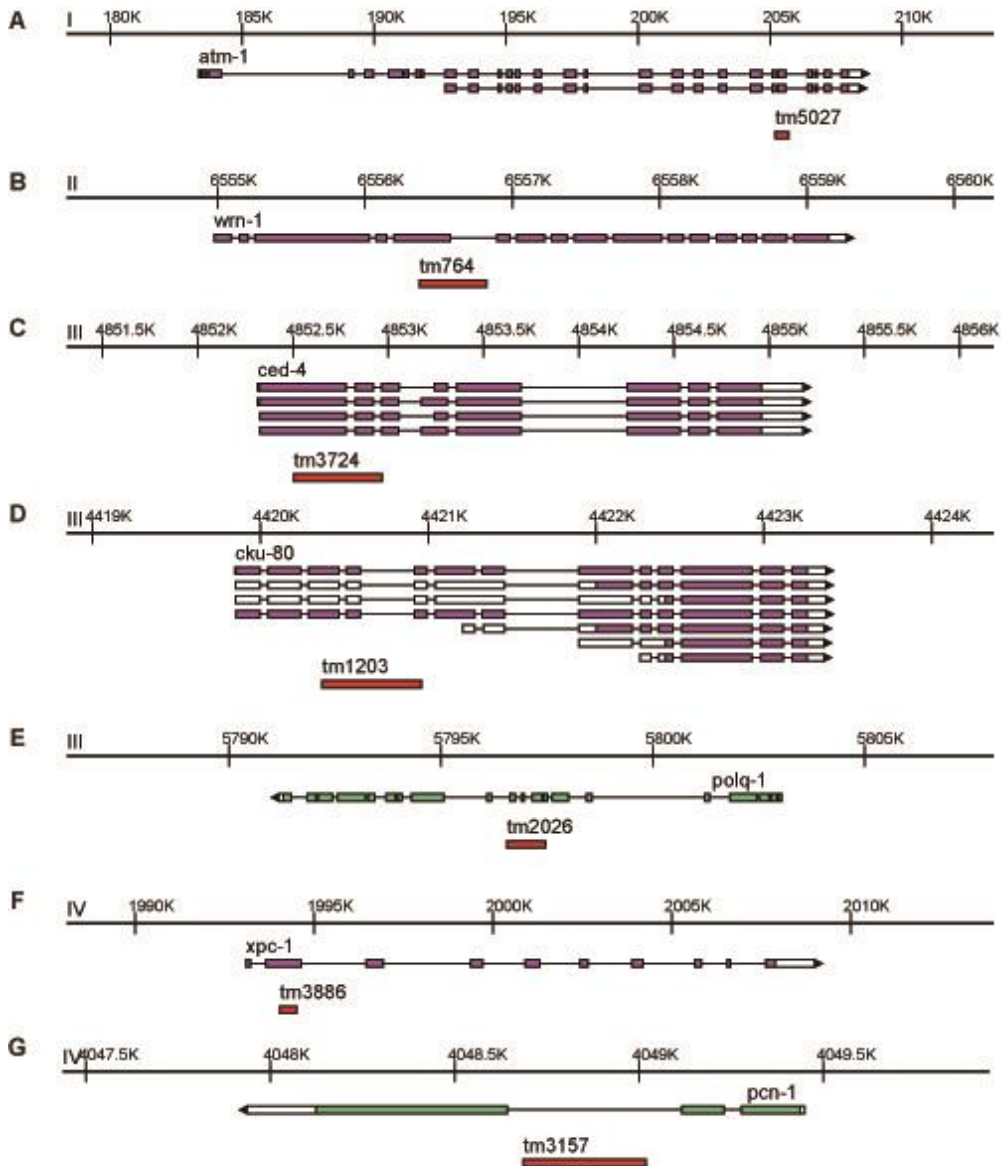 A I 180K 185K 190K 195K 200K 205K 210K
atm-1
tm5027
B II 6555K 6556K 6557K 6558K 6559K 6560K
wrn-1
tm764
C III 4851.5K 4852K 4852.5K 4853K 4853.5K 4854K 4854.5K 4855K 4855.5K 4856K
ced-4
tm3724
D III 4419K 4420K 4421K 4422K 4423K 4424K
cku-80
tm1203
E III 5790K 5795K 5800K 5805K
polq-1
tm2026
F IV 1990K 1995K 2000K 2005K 2010K
xpc-1
tm3886
G IV 4047.5K 4048K 4048.5K 4049K 4049.5K
pcn-1
tm3157